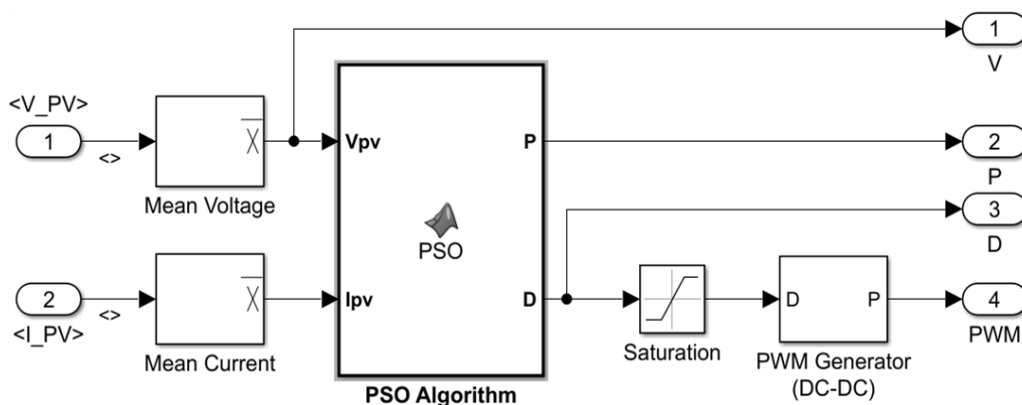 1
V
<V_PV>
1
<>
X
Mean Voltage
Vpv
P
2
P
PSO
3
D
2
<I_PV>
<>
X
Mean Current
Ipv
D
Saturation
D
P
PWM Generator
(DC-DC)
4
PWM
PSO Algorithm